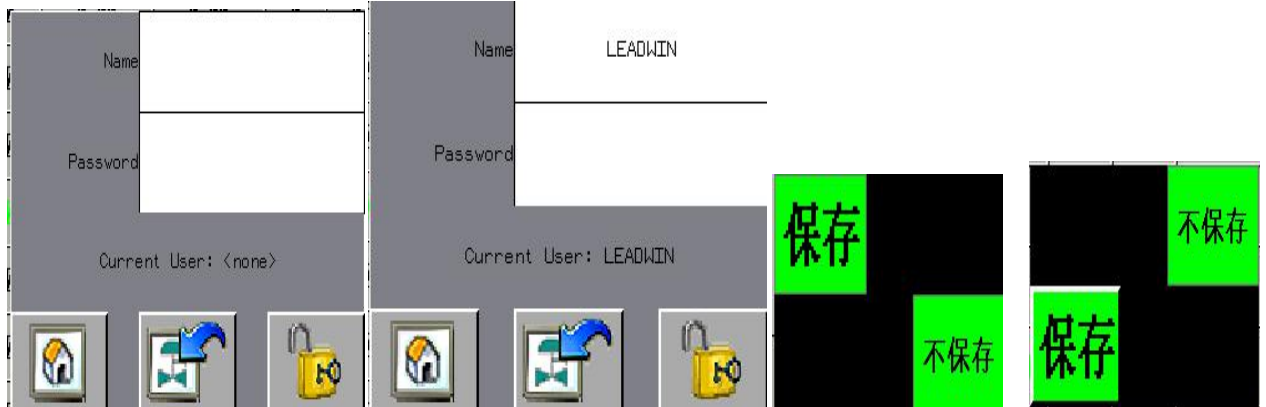 Name
Password
Current User: <none>
Name LEADWIN
Password
Current User: LEADWIN
保存
不保存
不保存
保存